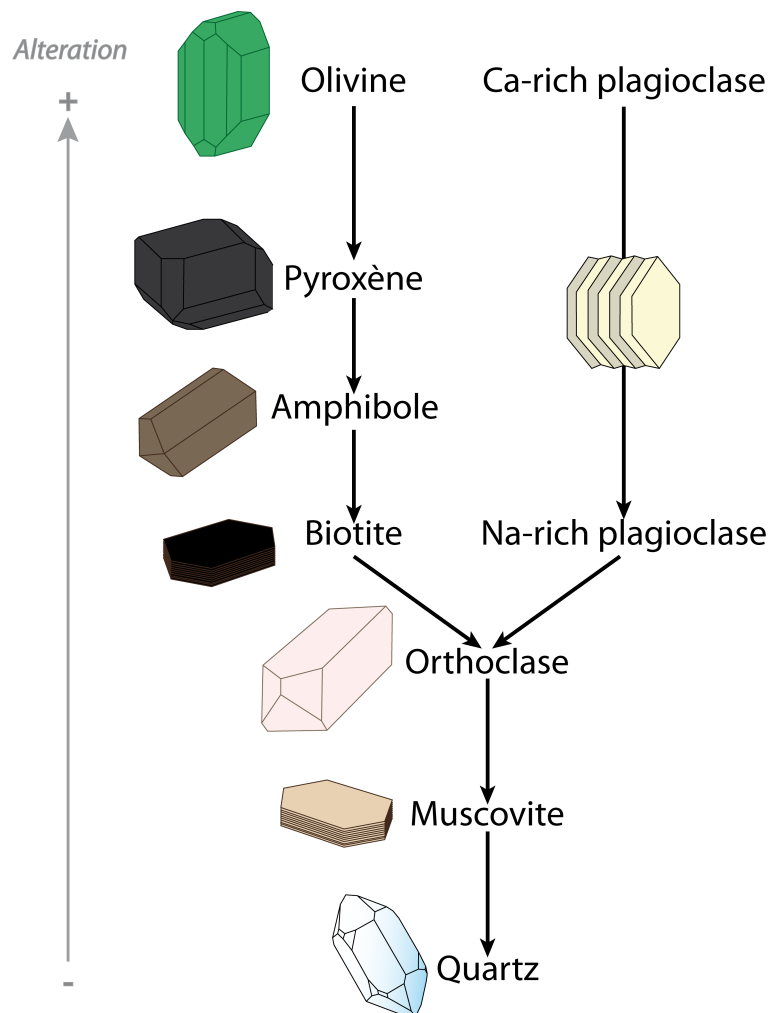 Alteration
+
Olivine
Ca-rich plagioclase
Pyroxène
Amphibole
Biotite
Na-rich plagioclase
Orthoclase
Muscovite
Quartz
-